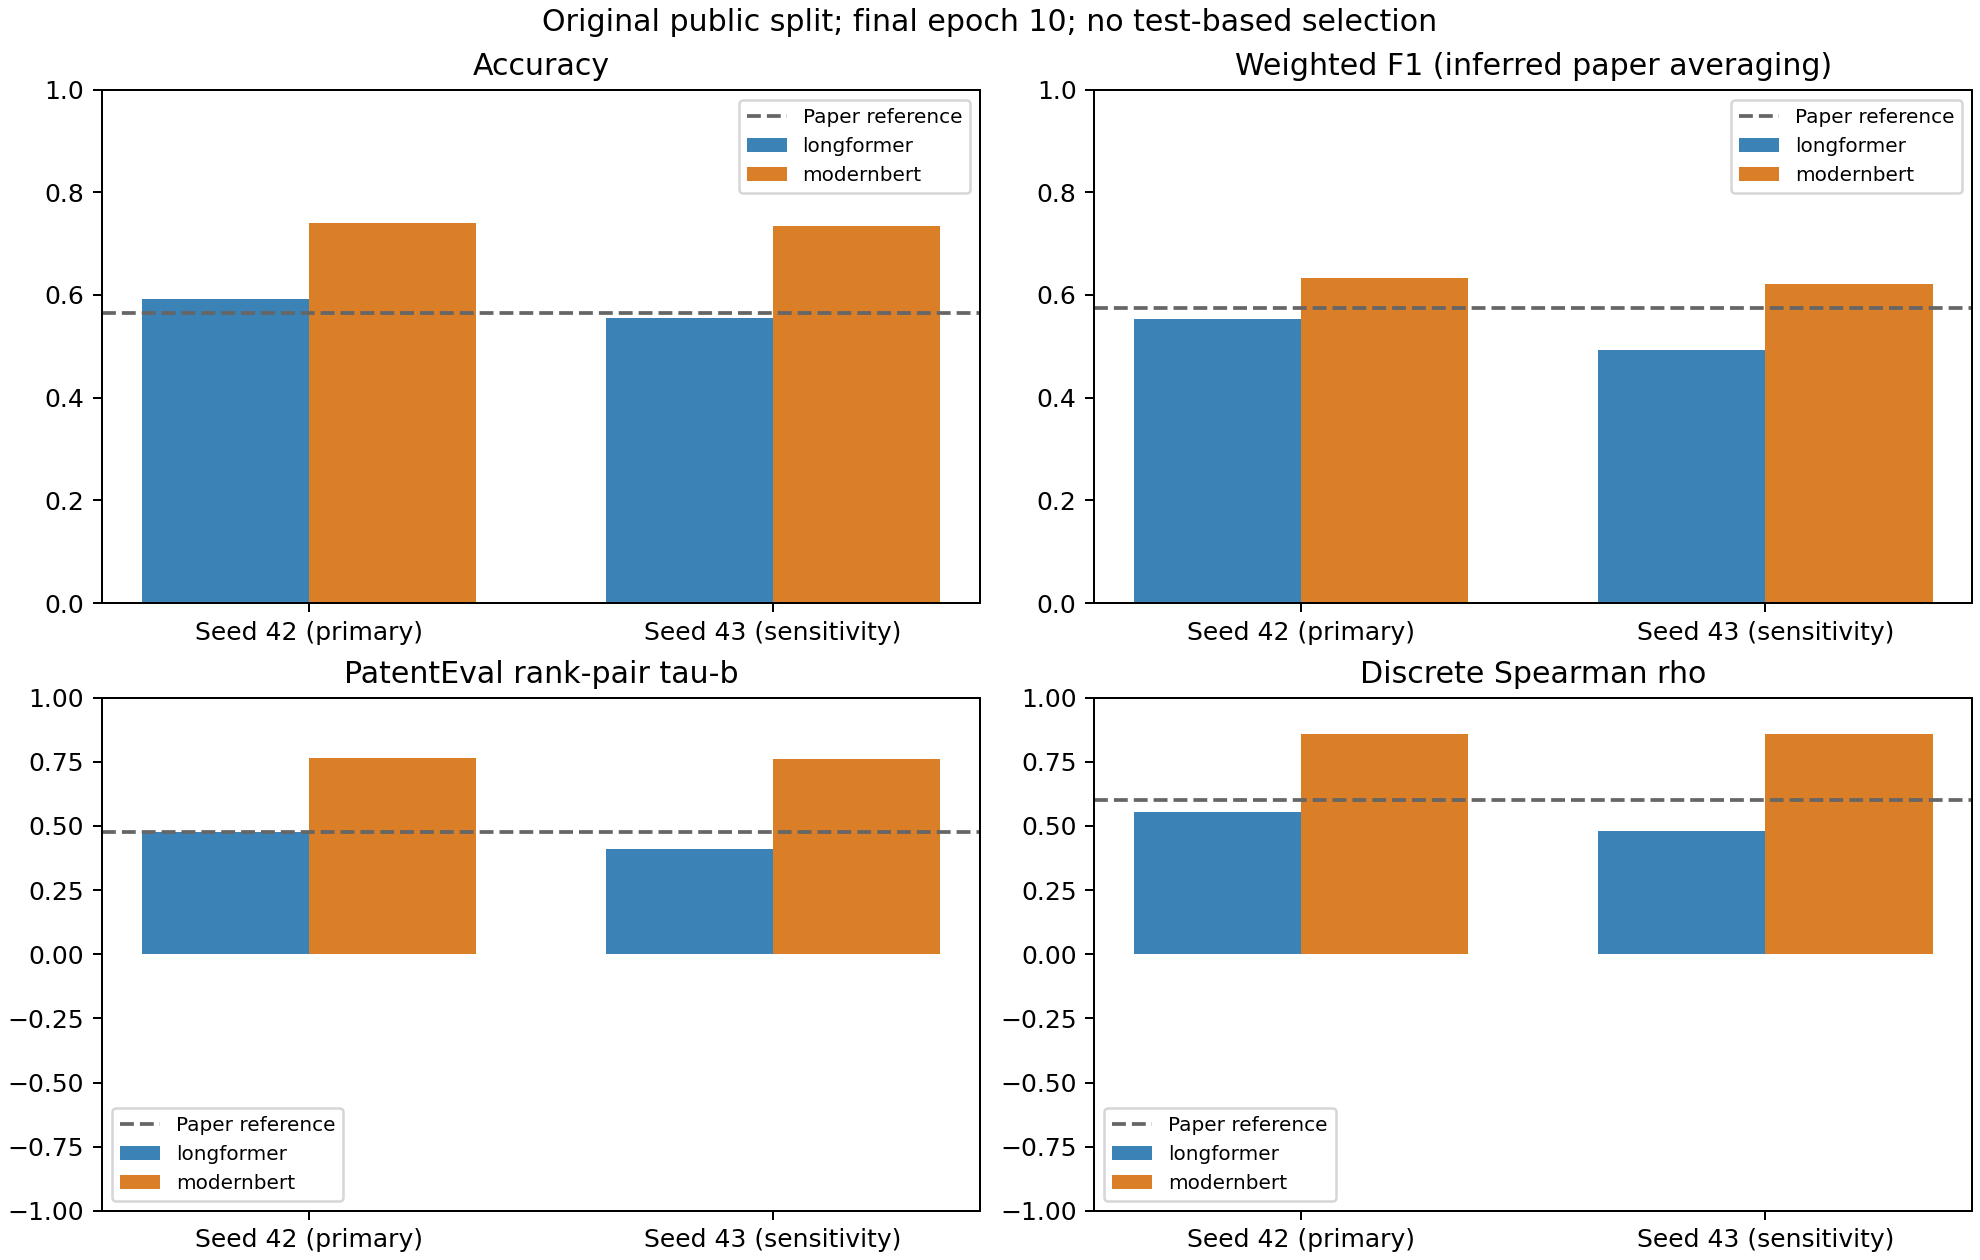 Original public split; final epoch 10; no test-based selection
Accuracy
1.0
0.8
0.6
0.4
0.2
0.0
Paper reference
longformer
modernbert
Seed 42 (primary)
Seed 43 (sensitivity)
Weighted F1 (inferred paper averaging)
1.0
0.8
0.6
0.4
0.2
0.0
Paper reference
longformer
modernbert
Seed 42 (primary)
Seed 43 (sensitivity)
PatentEval rank-pair tau-b
1.00
0.75
0.50
0.25
0.00
−0.25
−0.50
−0.75
−1.00
Paper reference
longformer
modernbert
Seed 42 (primary)
Seed 43 (sensitivity)
Discrete Spearman rho
1.00
0.75
0.50
0.25
0.00
−0.25
−0.50
−0.75
−1.00
Paper reference
longformer
modernbert
Seed 42 (primary)
Seed 43 (sensitivity)